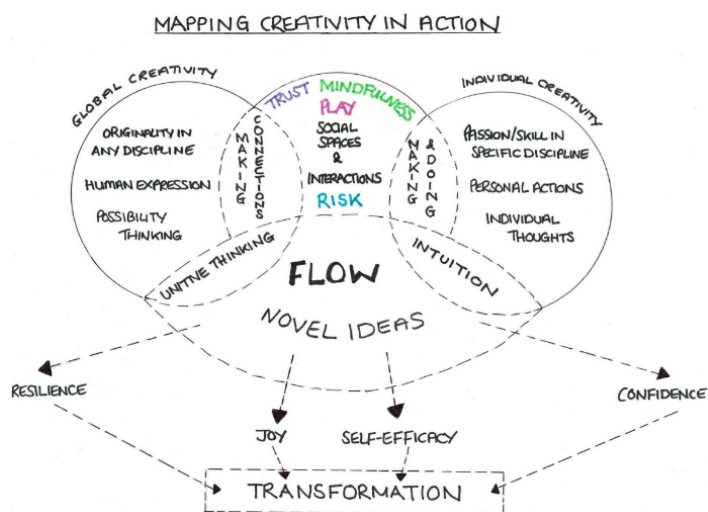 MAPPING CREATIVITY IN ACTION
GLOBAL CREATIVITY
ORIGINALITY IN
ANY DISCIPLINE
HUMAN EXPRESSION
POSSIBILITY
THINKING
MAKING
CONNECTIONS
TRUST MINDFULNESS
PLAY
SOCIAL
SPACES
&
INTERACTIONS
RISK
MAKING
& DOING
INDIVIDUAL CREATIVITY
PASSION/SKILL IN
SPECIFIC DISCIPLINE
PERSONAL ACTIONS
INDIVIDUAL
THOUGHTS
UNITIVE THINKING
INTUITION
FLOW
NOVEL IDEAS
RESILIENCE
CONFIDENCE
JOY
SELF-EFFICACY
TRANSFORMATION